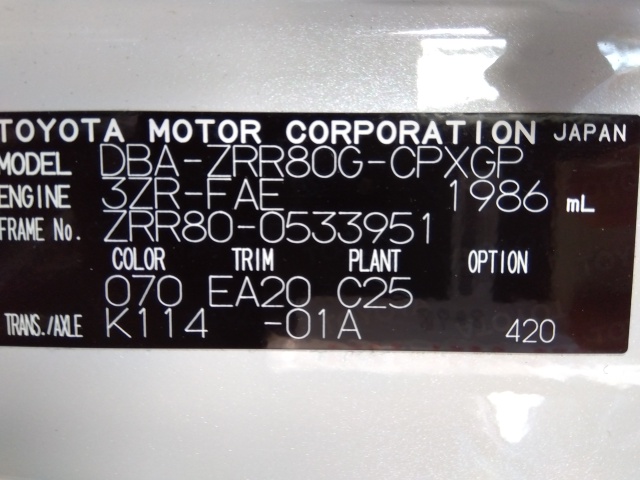 TOYOTA MOTOR CORPORATION JAPAN
MODEL DBA-ZRR80G-CPXGP
ENGINE 3ZR-FAE 1986 mL
FRAME No. ZRR80-0533951
COLOR TRIM PLANT OPTION
070 EA20 C25
TRANS./AXLE K114 -01A 420